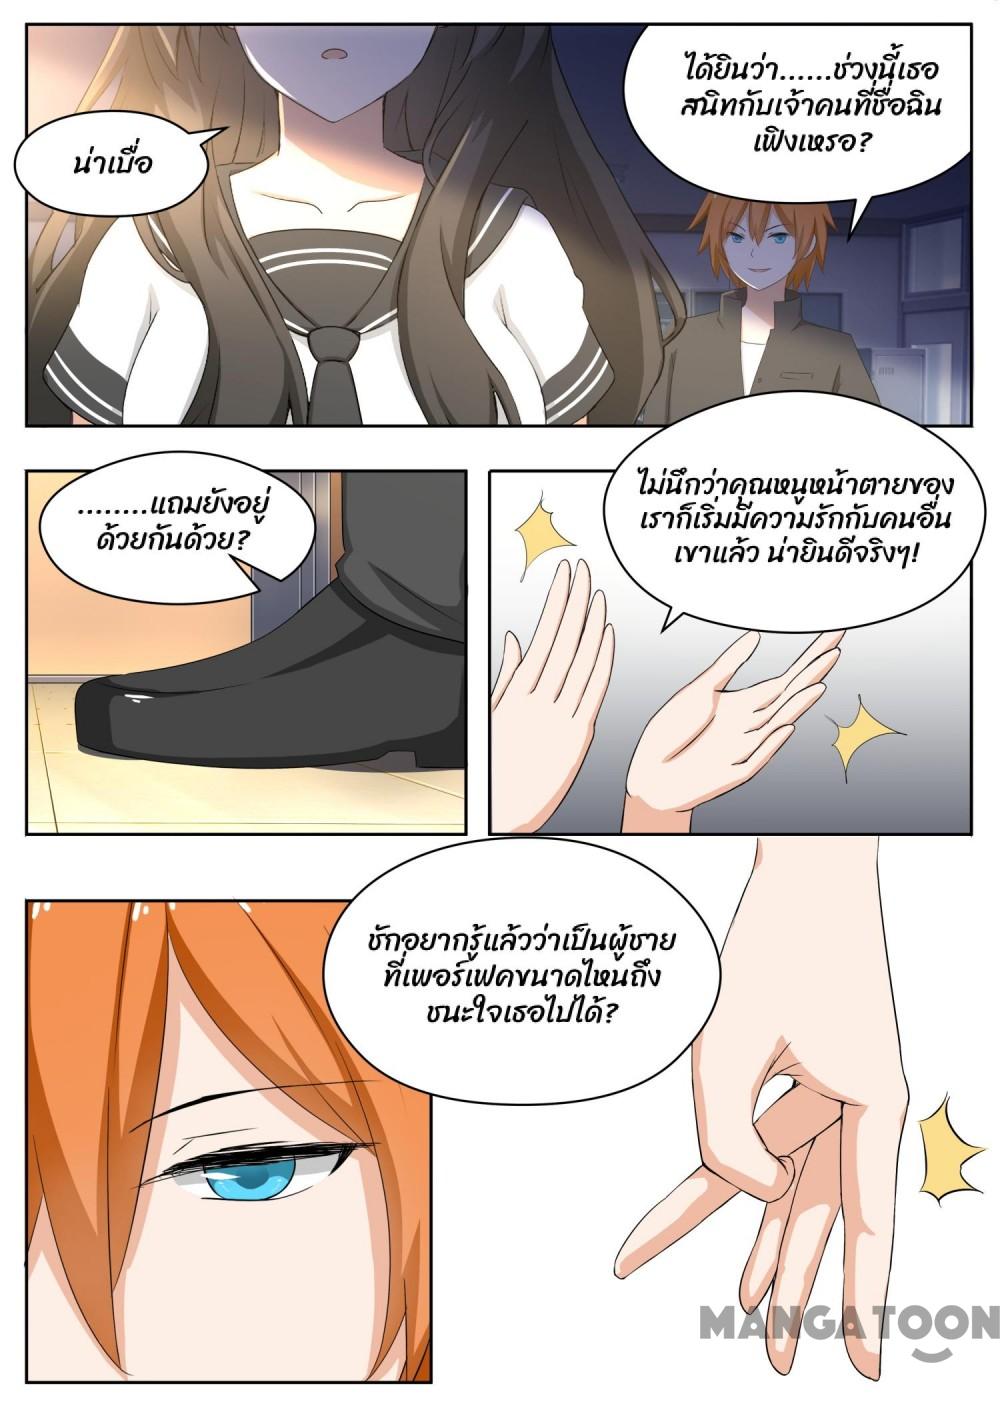 ได้ยินว่า......ช่วงนี้เธอ
สนิทกับเจ้าคนที่ชื่อฉิน
เฟิงเหรอ?
น่าเบื่อ
........แถมยังอยู่
ด้วยกันด้วย?
ไม่นึกว่าคุณหนูหน้าตายของ
เราก็เริ่มมีความรักกับคนอื่น
เขาแล้ว น่ายินดีจริงๆ!
ชักอยากรู้แล้วว่าเป็นผู้ชาย
ที่เพอร์เฟคขนาดไหนถึง
ชนะใจเธอไปได้?
MANGATOON